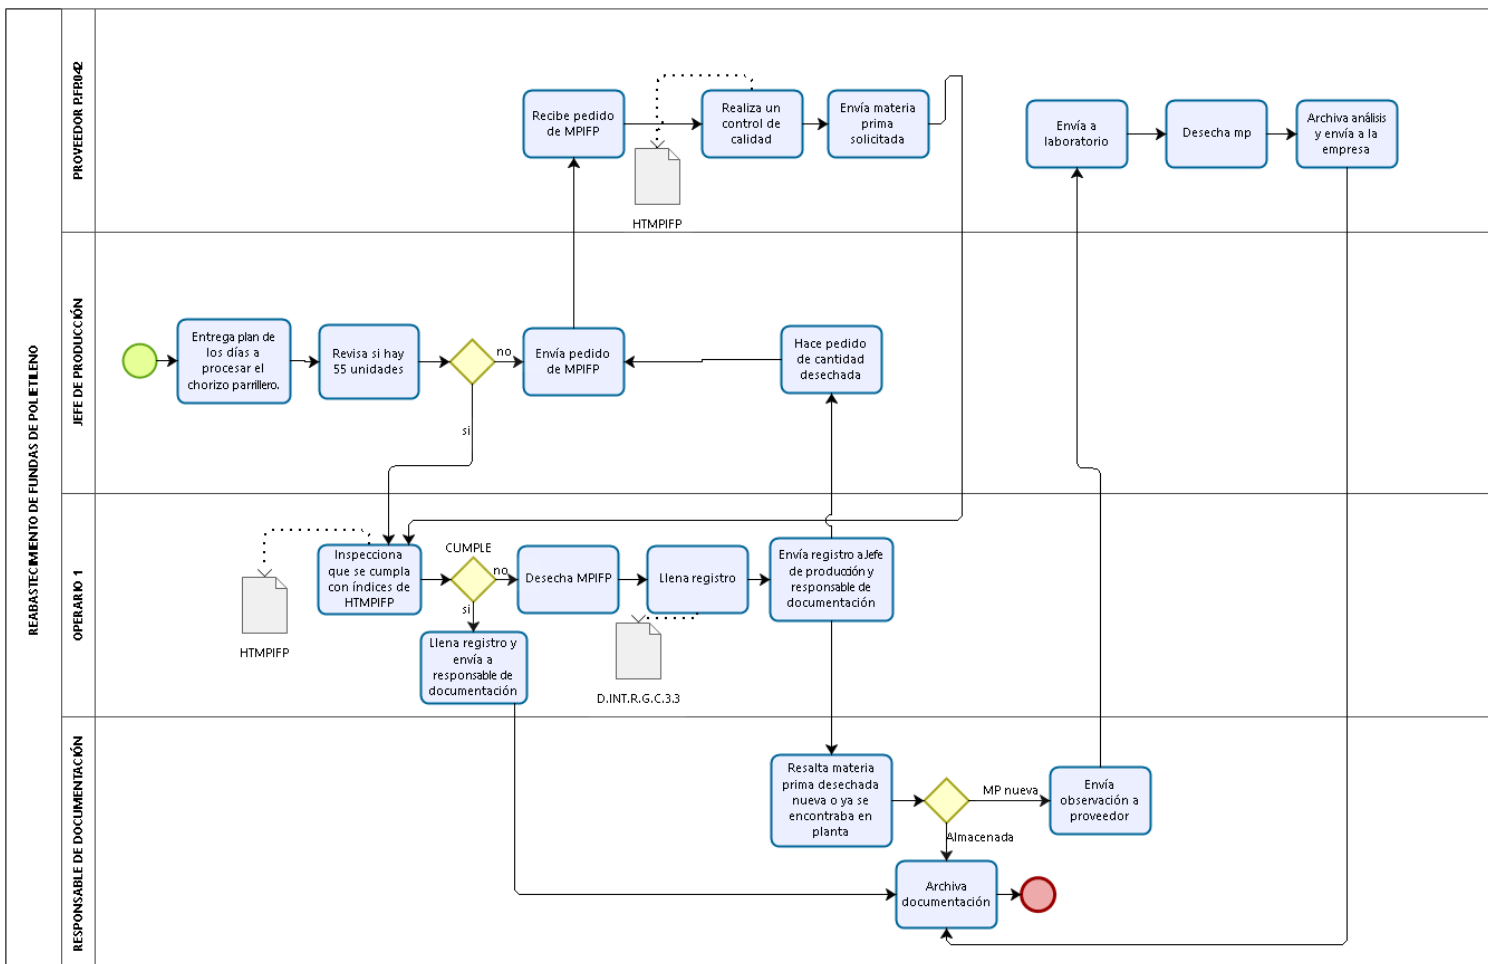 REABASTECIMIENTO DE FUNDAS DE POLIETILENO
PROVEEDOR P.FP.042
Recibe pedido
de MPIFP
Realiza un
control de
calidad
Envía materia
prima
solicitada
HTMPIFP
Envía a
laboratorio
Desecha mp
Archiva análisis
y envía a la
empresa
JEFE DE PRODUCCIÓN
Entrega plan de
los días a
procesar el
chorizo parrillero.
Revisa si hay
55 unidades
no
si
Envía pedido
de MPIFP
Hace pedido
de cantidad
desechada
OPERARIO 1
HTMPIFP
Inspecciona
que se cumpla
con índices de
HTMPIFP
CUMPLE
no
si
Desecha MPIFP
Llena registro
D.INT.R.G.C.3.3
Envía registro a Jefe
de producción y
responsable de
documentación
Llena registro y
envía a
responsable de
documentación
RESPONSABLE DE DOCUMENTACIÓN
Resalta materia
prima desechada
nueva o ya se
encontraba en
planta
MP nueva
Almacenada
Envía
observación a
proveedor
Archiva
documentación